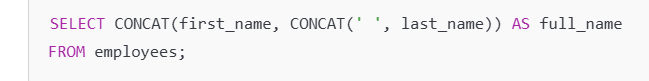 SELECT CONCAT(first_name, CONCAT(' ', last_name)) AS full_name
FROM employees;